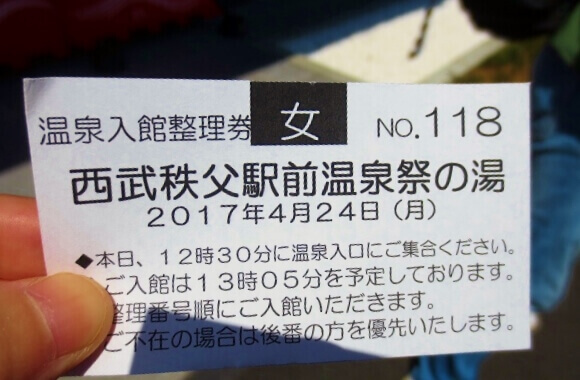 温泉入館整理券 女 NO.118
西武秩父駅前温泉祭の湯
2017年4月24日(月)
◆本日、12時30分に温泉入口にご集合ください。
ご入館は13時05分を予定しております。
整理番号順にご入館いただきます。
ご不在の場合は後番の方を優先いたします。